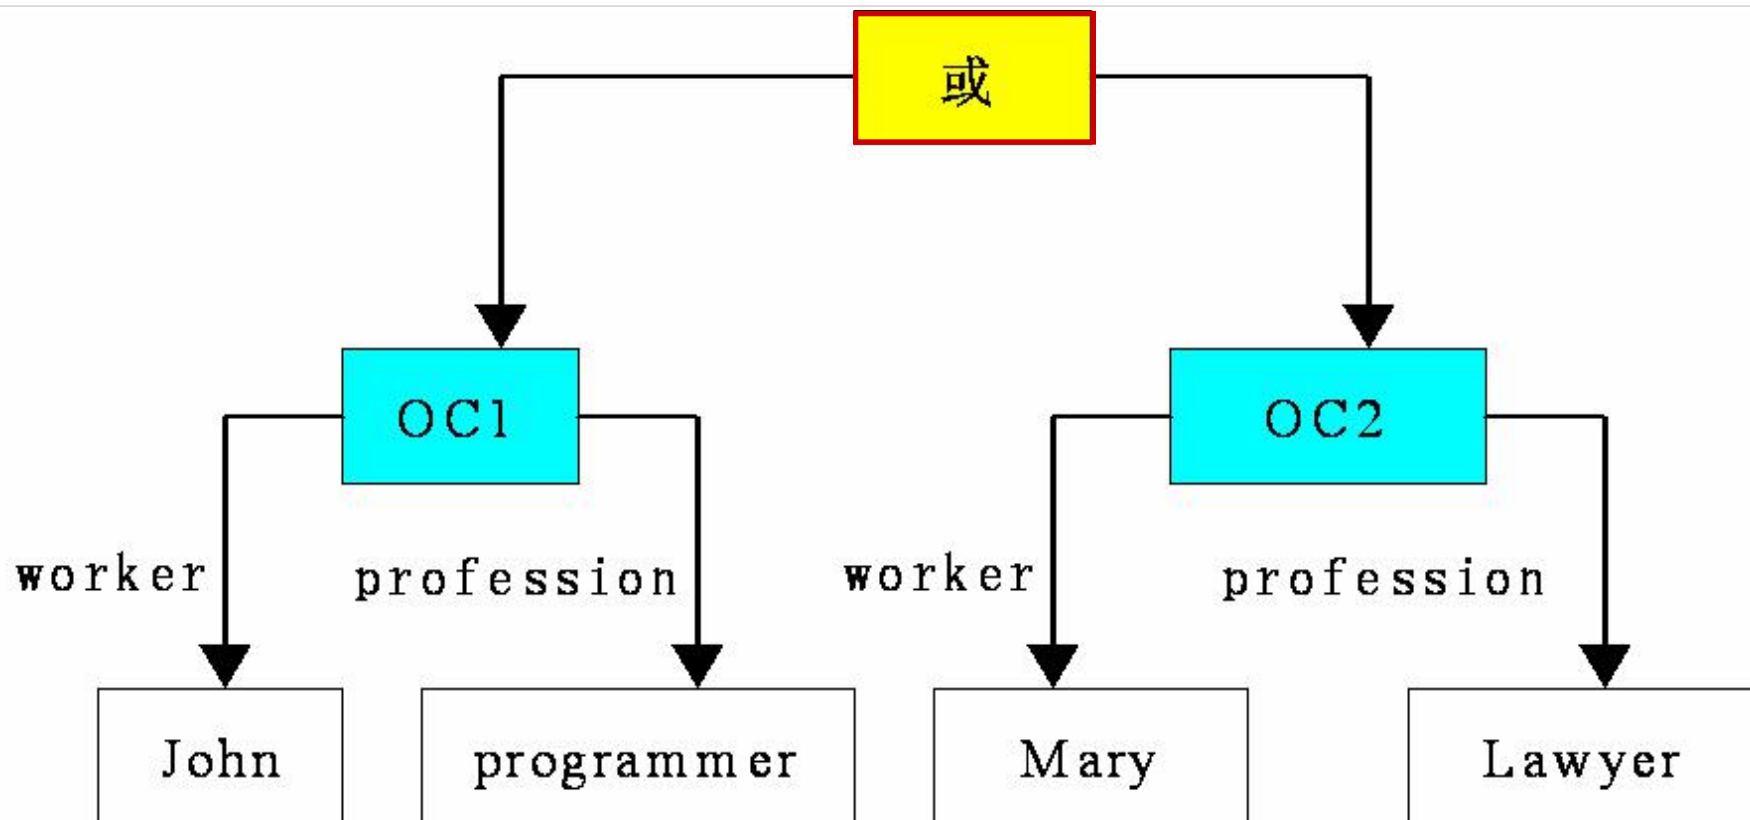 或
OC1
OC2
worker
profession
worker
profession
John
programmer
Mary
Lawyer